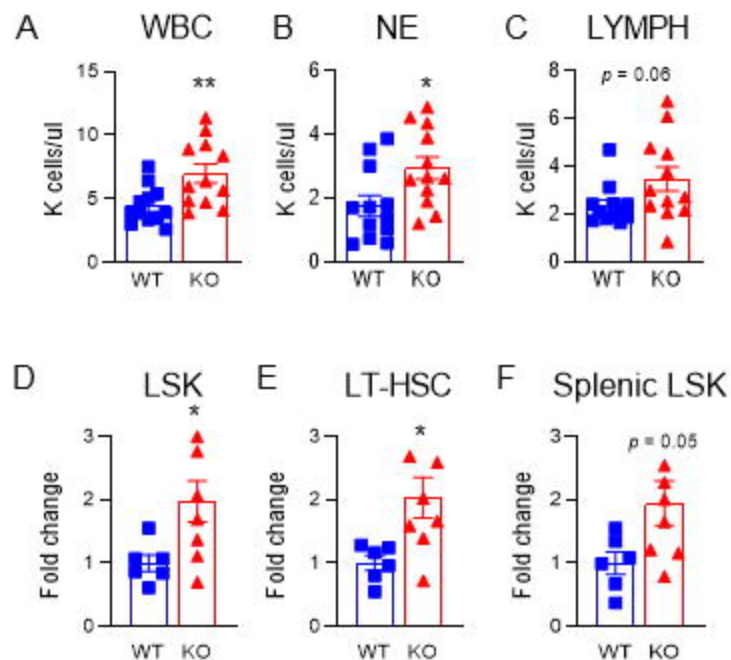 A WBC
K cells/ul
15
10
5
0
**
WT KO
B NE
K cells/ul
6
4
2
0
*
WT KO
C LYMPH
K cells/ul
8
6
4
2
0
p = 0.06
WT KO
D LSK
Fold change
3
2
1
0
*
WT KO
E LT-HSC
Fold change
3
2
1
0
*
WT KO
F Splenic LSK
Fold change
3
2
1
0
p = 0.05
WT KO